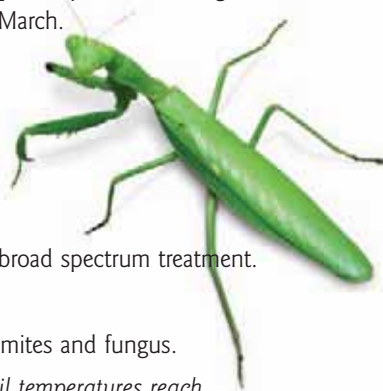 March.
broad spectrum treatment.
mites and fungus.
il temperatures reach